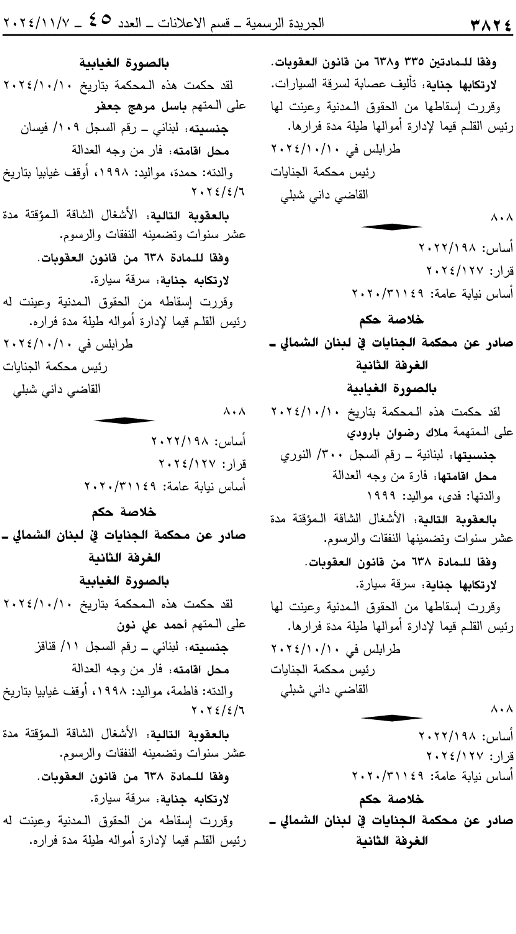 ٣٨٢٤
الجريدة الرسمية ــ قسم الاعلانات ــ العدد ٤٥ ــ ٢٠٢٤/١١/٧
وفقا للمادتين ٣٣٥ و٦٣٨ من قانون العقوبات.
لارتكابها جناية: تأليف عصابة لسرقة السيارات.
وقررت إسقاطها من الحقوق المدنية وعينت لها
رئيس القلم قيما لإدارة أموالها طيلة مدة فرارها.
طرابلس في ٢٠٢٤/١٠/١٠
رئيس محكمة الجنايات
القاضي داني شبلي
٨٠٨
أساس: ٢٠٢٢/١٩٨
قرار: ٢٠٢٤/١٢٧
أساس نيابة عامة: ٢٠٢٠/٣١١٤٩
خلاصة حكم
صادر عن محكمة الجنايات في لبنان الشمالي ــ
الغرفة الثانية
بالصورة الغيابية
لقد حكمت هذه المحكمة بتاريخ ٢٠٢٤/١٠/١٠
على المتهمة ملاك رضوان بارودي
جنسيتها: لبنانية ــ رقم السجل ٣٠٠/ النوري
محل اقامتها: فارة من وجه العدالة
والدتها: فدى، مواليد: ١٩٩٩
بالعقوبة التالية: الأشغال الشاقة المؤقتة مدة
عشر سنوات وتضمينها النفقات والرسوم.
وفقا للمادة ٦٣٨ من قانون العقوبات.
لارتكابها جناية: سرقة سيارة.
وقررت إسقاطها من الحقوق المدنية وعينت لها
رئيس القلم قيما لإدارة أموالها طيلة مدة فرارها.
طرابلس في ٢٠٢٤/١٠/١٠
رئيس محكمة الجنايات
القاضي داني شبلي
٨٠٨
أساس: ٢٠٢٢/١٩٨
قرار: ٢٠٢٤/١٢٧
أساس نيابة عامة: ٢٠٢٠/٣١١٤٩
خلاصة حكم
صادر عن محكمة الجنايات في لبنان الشمالي ــ
الغرفة الثانية
بالصورة الغيابية
لقد حكمت هذه المحكمة بتاريخ ٢٠٢٤/١٠/١٠
على المتهم باسل مرهج جعفر
جنسيته: لبناني ــ رقم السجل ١٠٩/ فيسان
محل اقامته: فار من وجه العدالة
والدته: حمدة، مواليد: ١٩٩٨، أوقف غيابيا بتاريخ
٢٠٢٤/٤/٦
بالعقوبة التالية: الأشغال الشاقة المؤقتة مدة
عشر سنوات وتضمينه النفقات والرسوم.
وفقا للمادة ٦٣٨ من قانون العقوبات.
لارتكابه جناية: سرقة سيارة.
وقررت إسقاطه من الحقوق المدنية وعينت له
رئيس القلم قيما لإدارة أمواله طيلة مدة فراره.
طرابلس في ٢٠٢٤/١٠/١٠
رئيس محكمة الجنايات
القاضي داني شبلي
٨٠٨
أساس: ٢٠٢٢/١٩٨
قرار: ٢٠٢٤/١٢٧
أساس نيابة عامة: ٢٠٢٠/٣١١٤٩
خلاصة حكم
صادر عن محكمة الجنايات في لبنان الشمالي ــ
الغرفة الثانية
بالصورة الغيابية
لقد حكمت هذه المحكمة بتاريخ ٢٠٢٤/١٠/١٠
على المتهم أحمد علي نون
جنسيته: لبناني ــ رقم السجل ١١/ قنافز
محل اقامته: فار من وجه العدالة
والدته: فاطمة، مواليد: ١٩٩٨، أوقف غيابيا بتاريخ
٢٠٢٤/٤/٦
بالعقوبة التالية: الأشغال الشاقة المؤقتة مدة
عشر سنوات وتضمينه النفقات والرسوم.
وفقا للمادة ٦٣٨ من قانون العقوبات.
لارتكابه جناية: سرقة سيارة.
وقررت إسقاطه من الحقوق المدنية وعينت له
رئيس القلم قيما لإدارة أمواله طيلة مدة فراره.